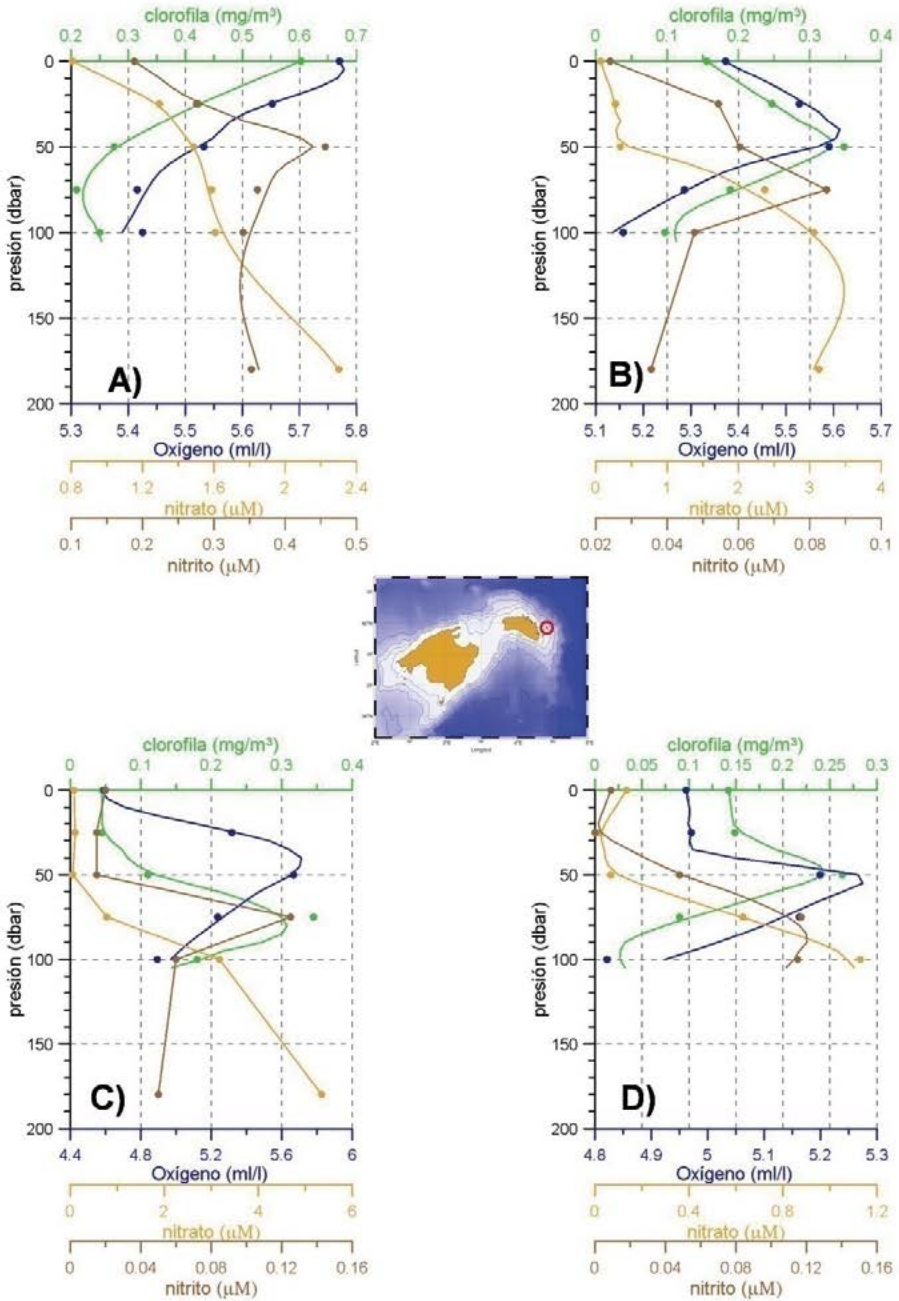 clorofila (mg/m³)
0.2 0.3 0.4 0.5 0.6 0.7
0
50
100
150
200
presión (dbar)
A)
5.3 5.4 5.5 5.6 5.7 5.8
Oxígeno (ml/l)
0.8 1.2 1.6 2 2.4
nitrato (µM)
0.1 0.2 0.3 0.4 0.5
nitrito (µM)
clorofila (mg/m³)
0 0.1 0.2 0.3 0.4
0
50
100
150
200
presión (dbar)
B)
5.1 5.2 5.4 5.5 5.6 5.7
Oxígeno (ml/l)
0 1 2 3 4
nitrato (µM)
0.02 0.04 0.06 0.08 0.1
nitrito (µM)
clorofila (mg/m³)
0 0.1 0.2 0.3 0.4
0
50
100
150
200
presión (dbar)
C)
4.4 4.8 5.2 5.6 6
Oxígeno (ml/l)
0 2 4 6
nitrato (µM)
0 0.04 0.08 0.12 0.16
nitrito (µM)
clorofila (mg/m³)
0 0.05 0.1 0.15 0.2 0.25 0.3
0
50
100
150
200
presión (dbar)
D)
4.8 4.9 5 5.1 5.2 5.3
Oxígeno (ml/l)
0 0.4 0.8 1.2
nitrato (µM)
0 0.04 0.08 0.12 0.16
nitrito (µM)